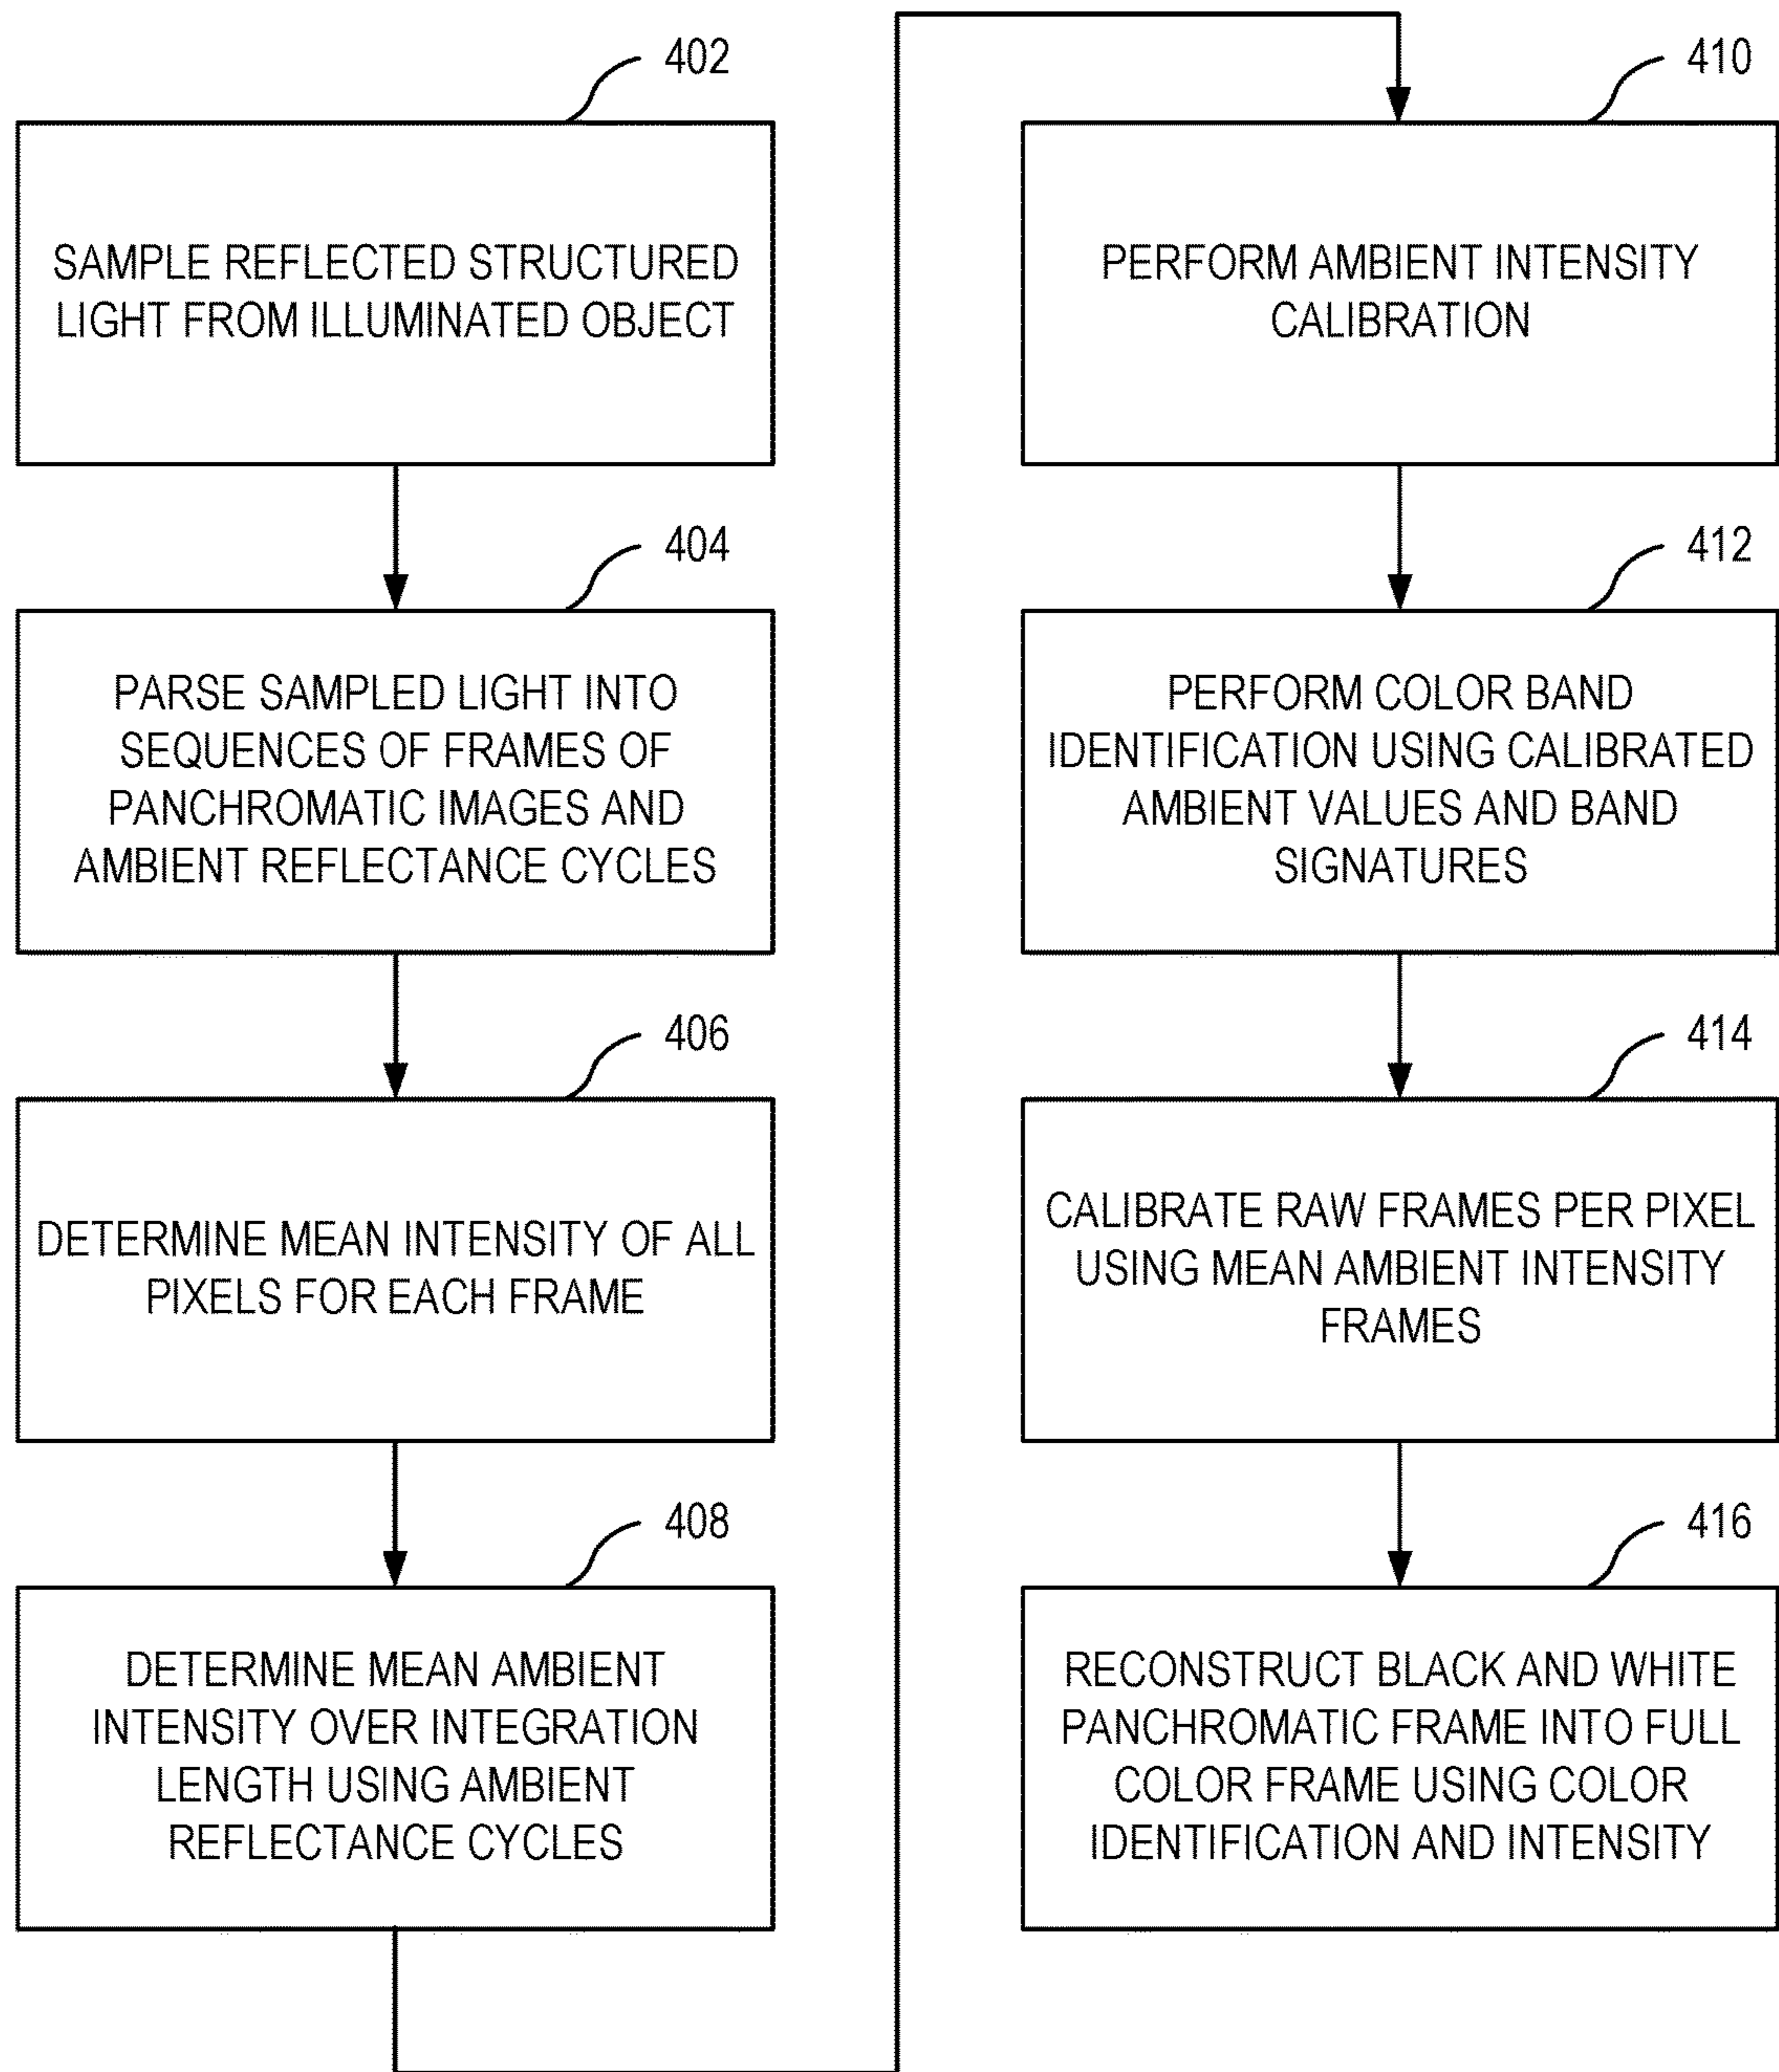 402
SAMPLE REFLECTED STRUCTURED
LIGHT FROM ILLUMINATED OBJECT
404
PARSE SAMPLED LIGHT INTO
SEQUENCES OF FRAMES OF
PANCHROMATIC IMAGES AND
AMBIENT REFLECTANCE CYCLES
406
DETERMINE MEAN INTENSITY OF ALL
PIXELS FOR EACH FRAME
408
DETERMINE MEAN AMBIENT
INTENSITY OVER INTEGRATION
LENGTH USING AMBIENT
REFLECTANCE CYCLES
410
PERFORM AMBIENT INTENSITY
CALIBRATION
412
PERFORM COLOR BAND
IDENTIFICATION USING CALIBRATED
AMBIENT VALUES AND BAND
SIGNATURES
414
CALIBRATE RAW FRAMES PER PIXEL
USING MEAN AMBIENT INTENSITY
FRAMES
416
RECONSTRUCT BLACK AND WHITE
PANCHROMATIC FRAME INTO FULL
COLOR FRAME USING COLOR
IDENTIFICATION AND INTENSITY